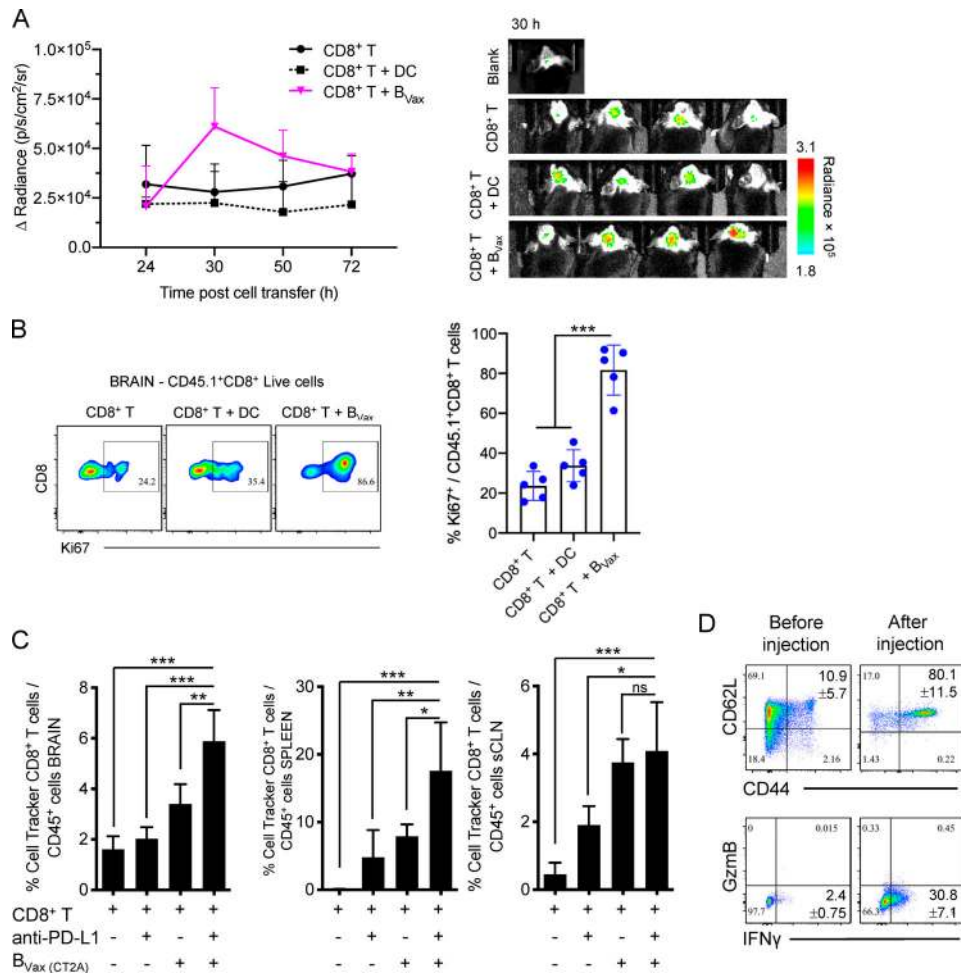 A
Δ Radiance (p/s/cm²/sr)
1.0×10⁵
7.5×10⁴
5.0×10⁴
2.5×10⁴
0.0
24
30
50
72
Time post cell transfer (h)
CD8⁺ T
CD8⁺ T + DC
CD8⁺ T + BVax
30 h
Blank
CD8⁺ T
CD8⁺ T
+ DC
CD8⁺ T
+ BVax
3.1
Radiance × 10⁵
1.8
B
BRAIN - CD45.1⁺CD8⁺ Live cells
CD8⁺ T
CD8⁺ T + DC
CD8⁺ T + BVax
CD8
24.2
35.4
86.6
Ki67
% Ki67⁺ / CD45.1⁺CD8⁺ T cells
100
80
60
40
20
0
***
CD8⁺ T
CD8⁺ T + DC
CD8⁺ T + BVax
C
% Cell Tracker CD8⁺ T cells /
CD45⁺ cells BRAIN
8
6
4
2
0
***
***
**
% Cell Tracker CD8⁺ T cells /
CD45⁺ cells SPLEEN
30
20
10
0
***
**
*
% Cell Tracker CD8⁺ T cells /
CD45⁺ cells sCLN
6
4
2
0
***
*
ns
CD8⁺ T + + + + + + + + + + + +
anti-PD-L1 - + - + - + - + - + - +
BVax (CT2A) - - + + - - + + - - + +
D
Before
injection
After
injection
CD62L
69.1
10.9
±5.7
18.4
2.16
17.0
80.1
±11.5
1.43
0.22
CD44
GzmB
0
0.015
97.7
2.4
±0.75
0.33
0.45
30.8
±7.1
IFNγ